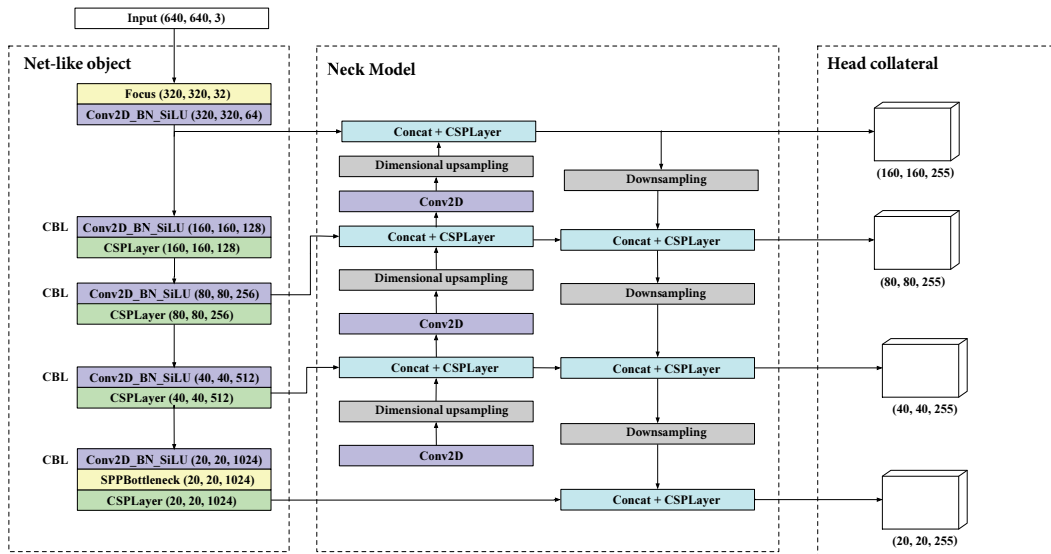 Input (640, 640, 3)
Net-like object
Focus (320, 320, 32)
Conv2D_BN_SiLU (320, 320, 64)
CBL
Conv2D_BN_SiLU (160, 160, 128)
CSPLayer (160, 160, 128)
CBL
Conv2D_BN_SiLU (80, 80, 256)
CSPLayer (80, 80, 256)
CBL
Conv2D_BN_SiLU (40, 40, 512)
CSPLayer (40, 40, 512)
CBL
Conv2D_BN_SiLU (20, 20, 1024)
SPPBottleneck (20, 20, 1024)
CSPLayer (20, 20, 1024)
Neck Model
Concat + CSPLayer
Dimensional upsampling
Conv2D
Concat + CSPLayer
Dimensional upsampling
Conv2D
Concat + CSPLayer
Dimensional upsampling
Conv2D
Downsampling
Concat + CSPLayer
Downsampling
Concat + CSPLayer
Downsampling
Concat + CSPLayer
Head collateral
(160, 160, 255)
(80, 80, 255)
(40, 40, 255)
(20, 20, 255)